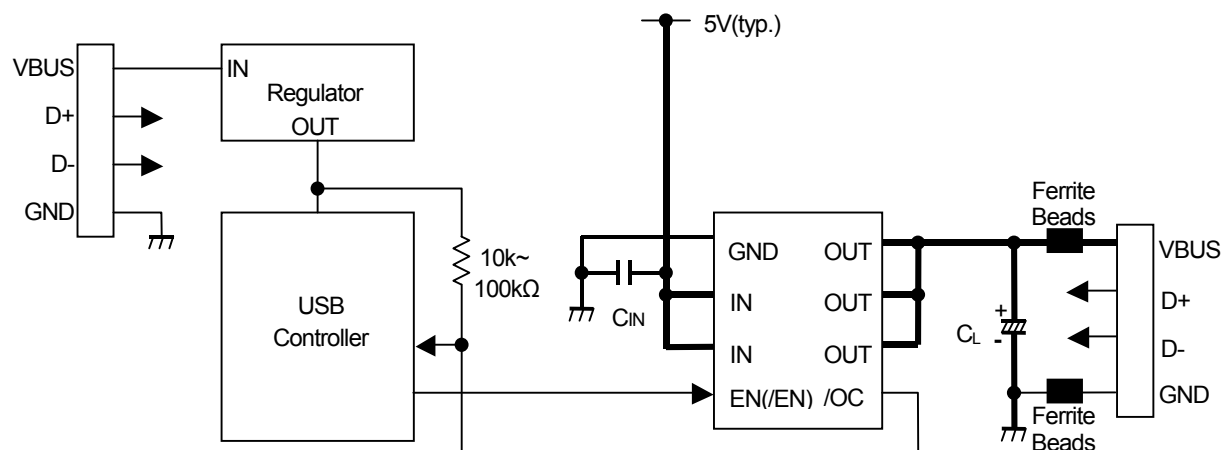 5V(typ.)
VBUS
D+
D-
GND
IN
Regulator
OUT
USB
Controller
10k~
100kΩ
CIN
GND
IN
IN
EN(/EN)
OUT
OUT
OUT
/OC
+
-
CL
Ferrite
Beads
Ferrite
Beads
VBUS
D+
D-
GND